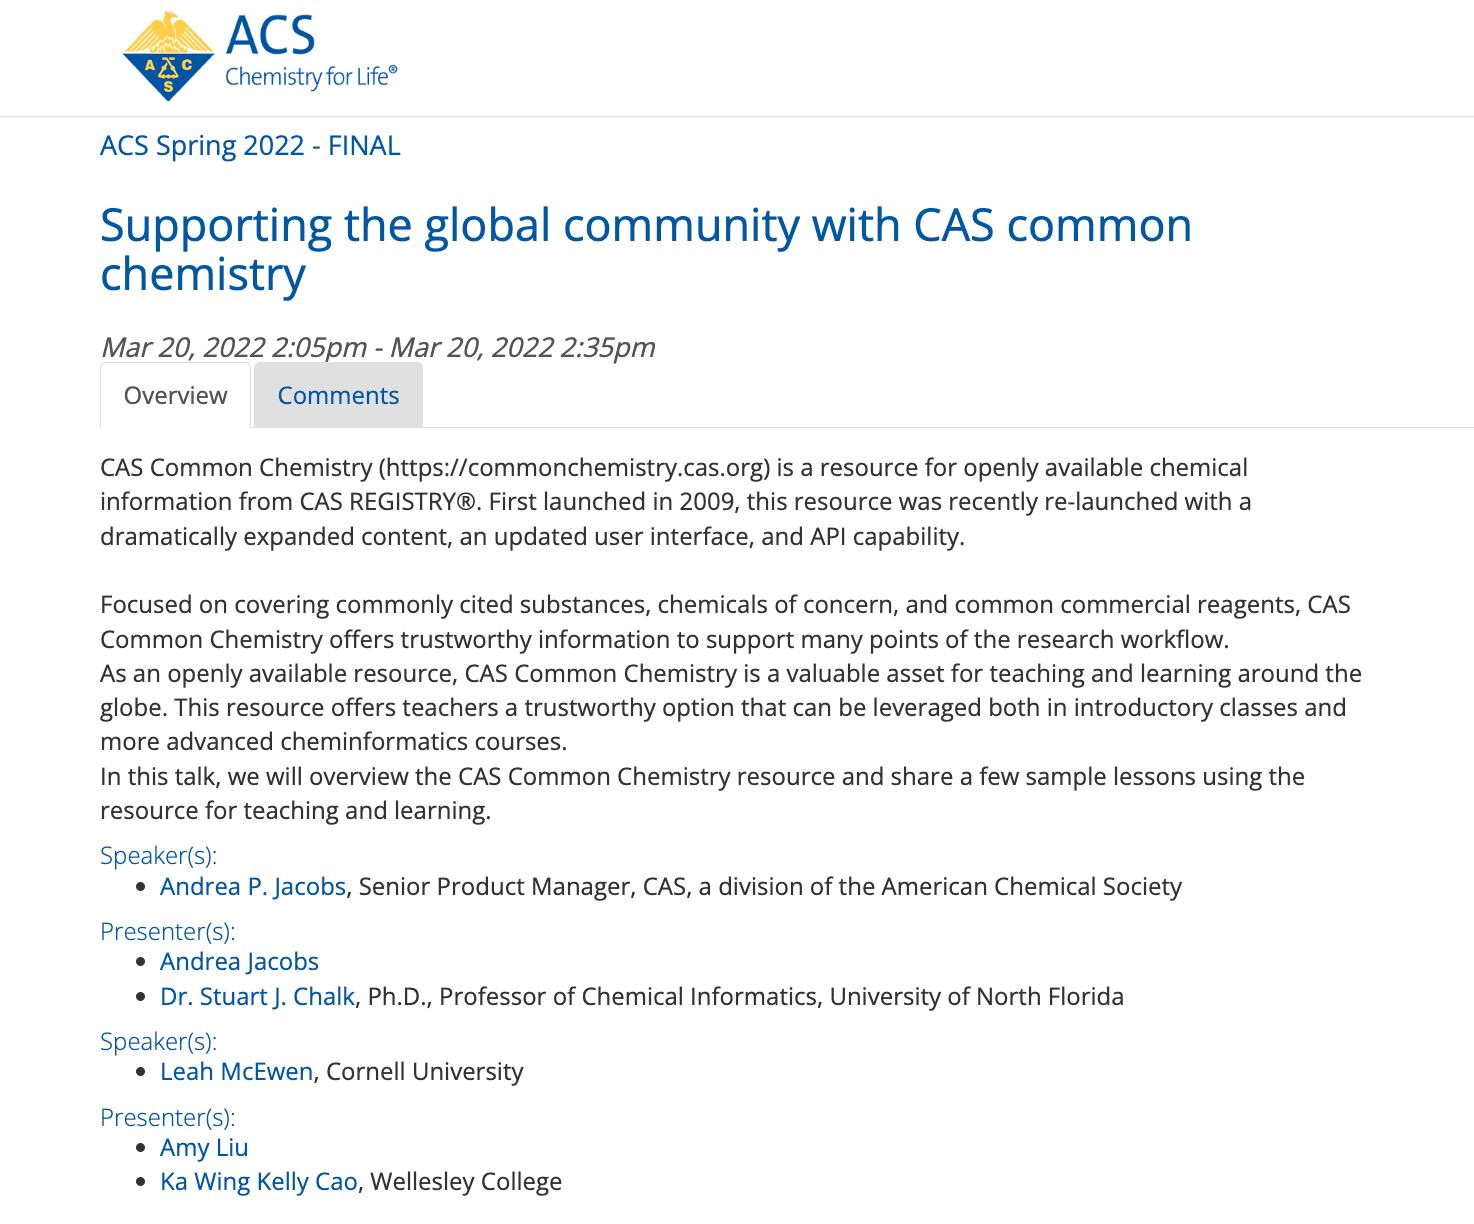 ACS
Chemistry for Life®
A C S
ACS Spring 2022 - FINAL
Supporting the global community with CAS common
chemistry
Mar 20, 2022 2:05pm - Mar 20, 2022 2:35pm
Overview Comments
CAS Common Chemistry (https://commonchemistry.cas.org) is a resource for openly available chemical
information from CAS REGISTRY®. First launched in 2009, this resource was recently re-launched with a
dramatically expanded content, an updated user interface, and API capability.
Focused on covering commonly cited substances, chemicals of concern, and common commercial reagents, CAS
Common Chemistry offers trustworthy information to support many points of the research workflow.
As an openly available resource, CAS Common Chemistry is a valuable asset for teaching and learning around the
globe. This resource offers teachers a trustworthy option that can be leveraged both in introductory classes and
more advanced cheminformatics courses.
In this talk, we will overview the CAS Common Chemistry resource and share a few sample lessons using the
resource for teaching and learning.
Speaker(s):
• Andrea P. Jacobs, Senior Product Manager, CAS, a division of the American Chemical Society
Presenter(s):
• Andrea Jacobs
• Dr. Stuart J. Chalk, Ph.D., Professor of Chemical Informatics, University of North Florida
Speaker(s):
• Leah McEwen, Cornell University
Presenter(s):
• Amy Liu
• Ka Wing Kelly Cao, Wellesley College